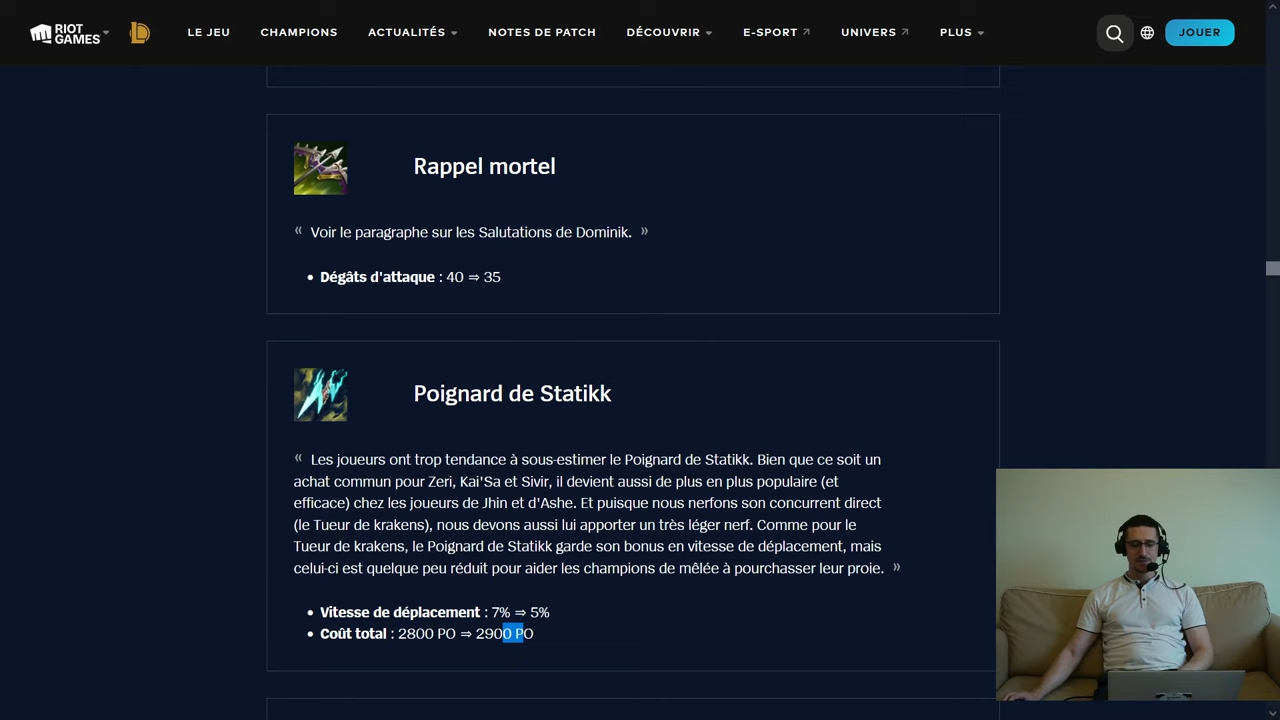 RIOT
GAMES
LE JEU
CHAMPIONS
ACTUALITÉS
NOTES DE PATCH
DÉCOUVRIR
E-SPORT
UNIVERS
PLUS
JOUER
Rappel mortel
« Voir le paragraphe sur les Salutations de Dominik. »
• Dégâts d'attaque : 40 ⇒ 35
Poignard de Statikk
« Les joueurs ont trop tendance à sous-estimer le Poignard de Statikk. Bien que ce soit un
achat commun pour Zeri, Kai'Sa et Sivir, il devient aussi de plus en plus populaire (et
efficace) chez les joueurs de Jhin et d'Ashe. Et puisque nous nerfons son concurrent direct
(le Tueur de krakens), nous devons aussi lui apporter un très léger nerf. Comme pour le
Tueur de krakens, le Poignard de Statikk garde son bonus en vitesse de déplacement, mais
celui-ci est quelque peu réduit pour aider les champions de mêlée à pourchasser leur proie. »
• Vitesse de déplacement : 7% ⇒ 5%
• Coût total : 2800 PO ⇒ 2900 PO